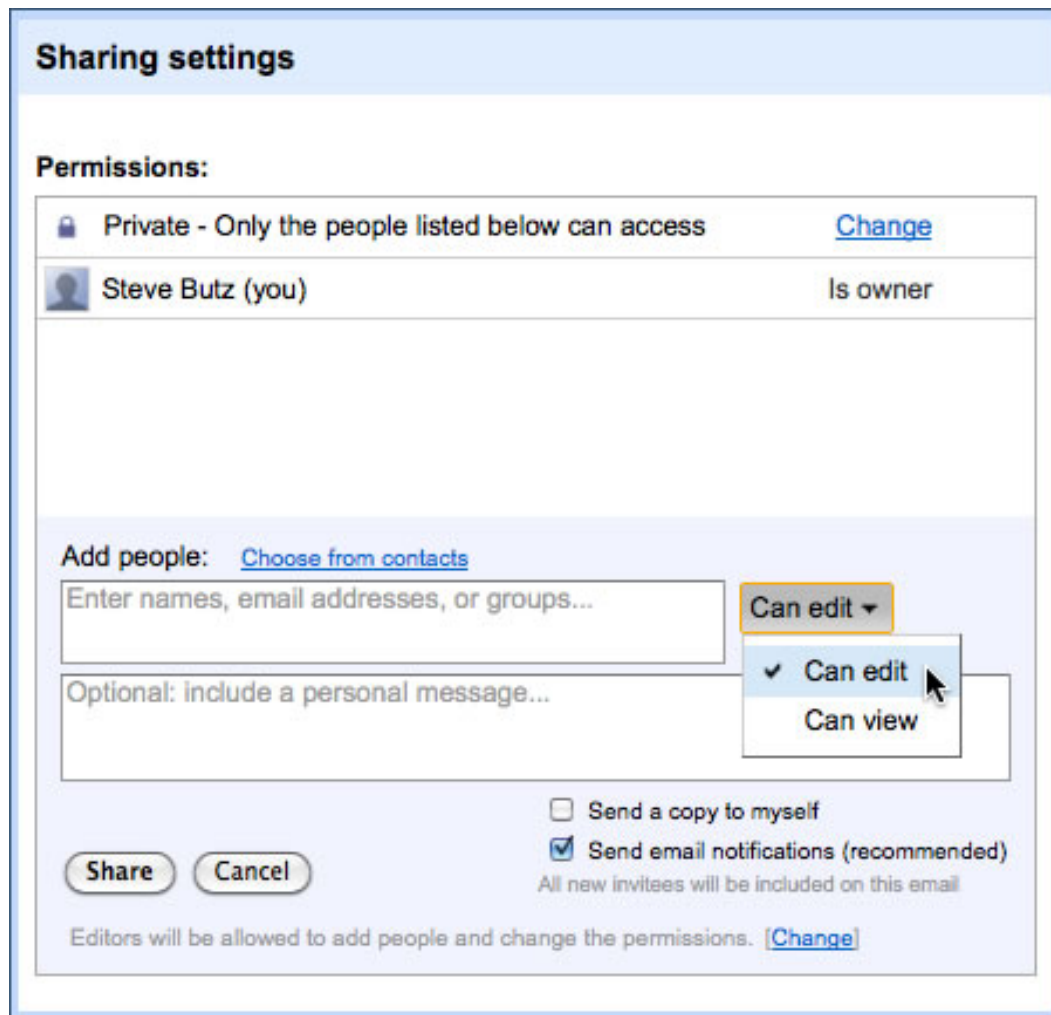 Sharing settings
Permissions:
Private - Only the people listed below can access Change
Steve Butz (you) Is owner
Add people: Choose from contacts
Enter names, email addresses, or groups... Can edit
Can edit
Optional: include a personal message...
Can view
Send a copy to myself
Send email notifications (recommended)
Share Cancel
All new invitees will be included on this email
Editors will be allowed to add people and change the permissions. [Change]